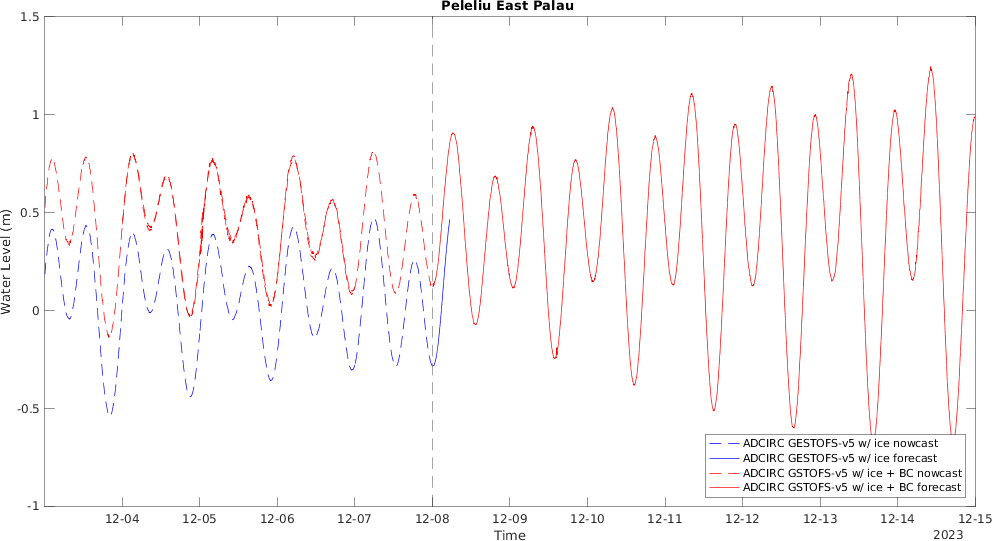 Peleliu East Palau
1.5
1
0.5
0
-0.5
-1
Water Level (m)
ADCIRC GESTOFS-v5 w/ ice nowcast
ADCIRC GESTOFS-v5 w/ ice forecast
ADCIRC GSTOFS-v5 w/ ice + BC nowcast
ADCIRC GSTOFS-v5 w/ ice + BC forecast
12-04 12-05 12-06 12-07 12-08 12-09 12-10 12-11 12-12 12-13 12-14 12-15
Time
2023